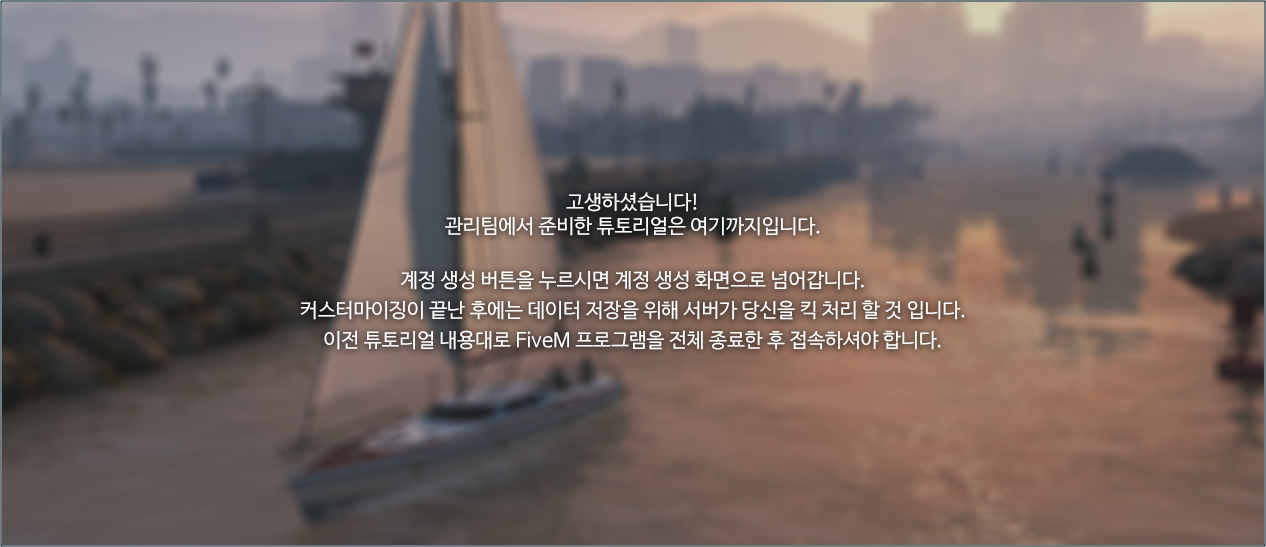 고생하셨습니다!
관리팀에서 준비한 튜토리얼은 여기까지입니다.
계정 생성 버튼을 누르시면 계정 생성 화면으로 넘어갑니다.
커스터마이징이 끝난 후에는 데이터 저장을 위해 서버가 당신을 킥 처리 할 것 입니다.
이전 튜토리얼 내용대로 FiveM 프로그램을 전체 종료한 후 접속하셔야 합니다.